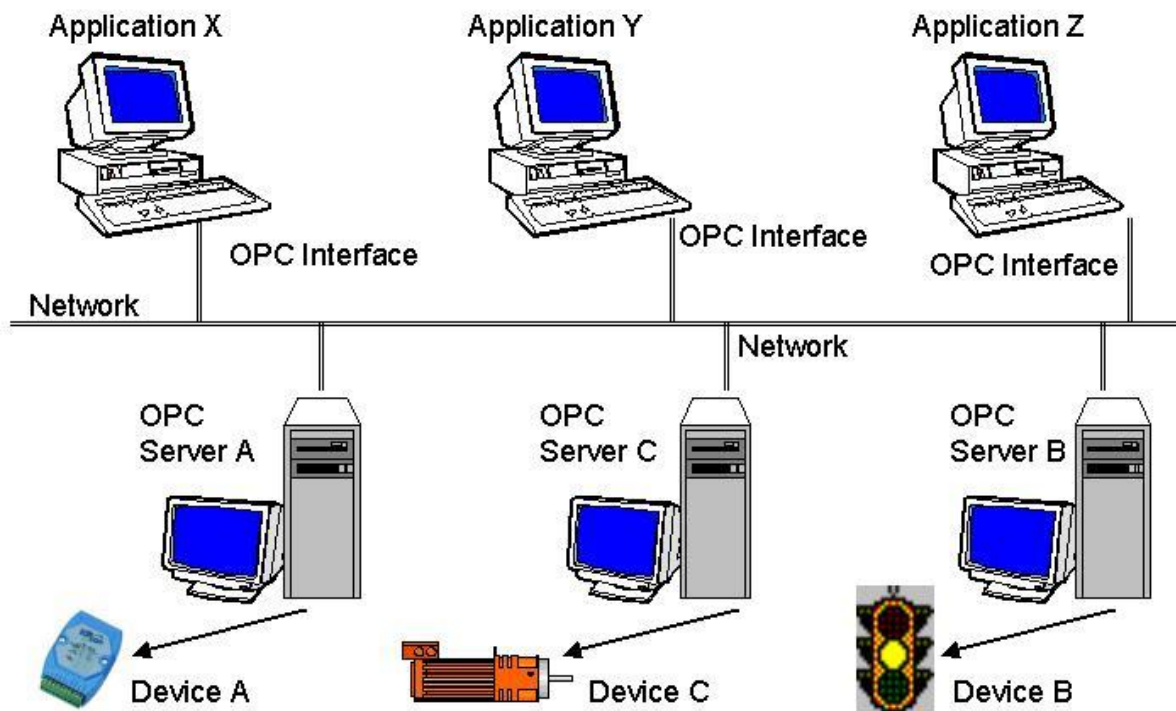 Application X
Application Y
Application Z
OPC Interface
OPC Interface
OPC Interface
Network
Network
OPC
Server A
OPC
Server C
OPC
Server B
Device A
Device C
Device B